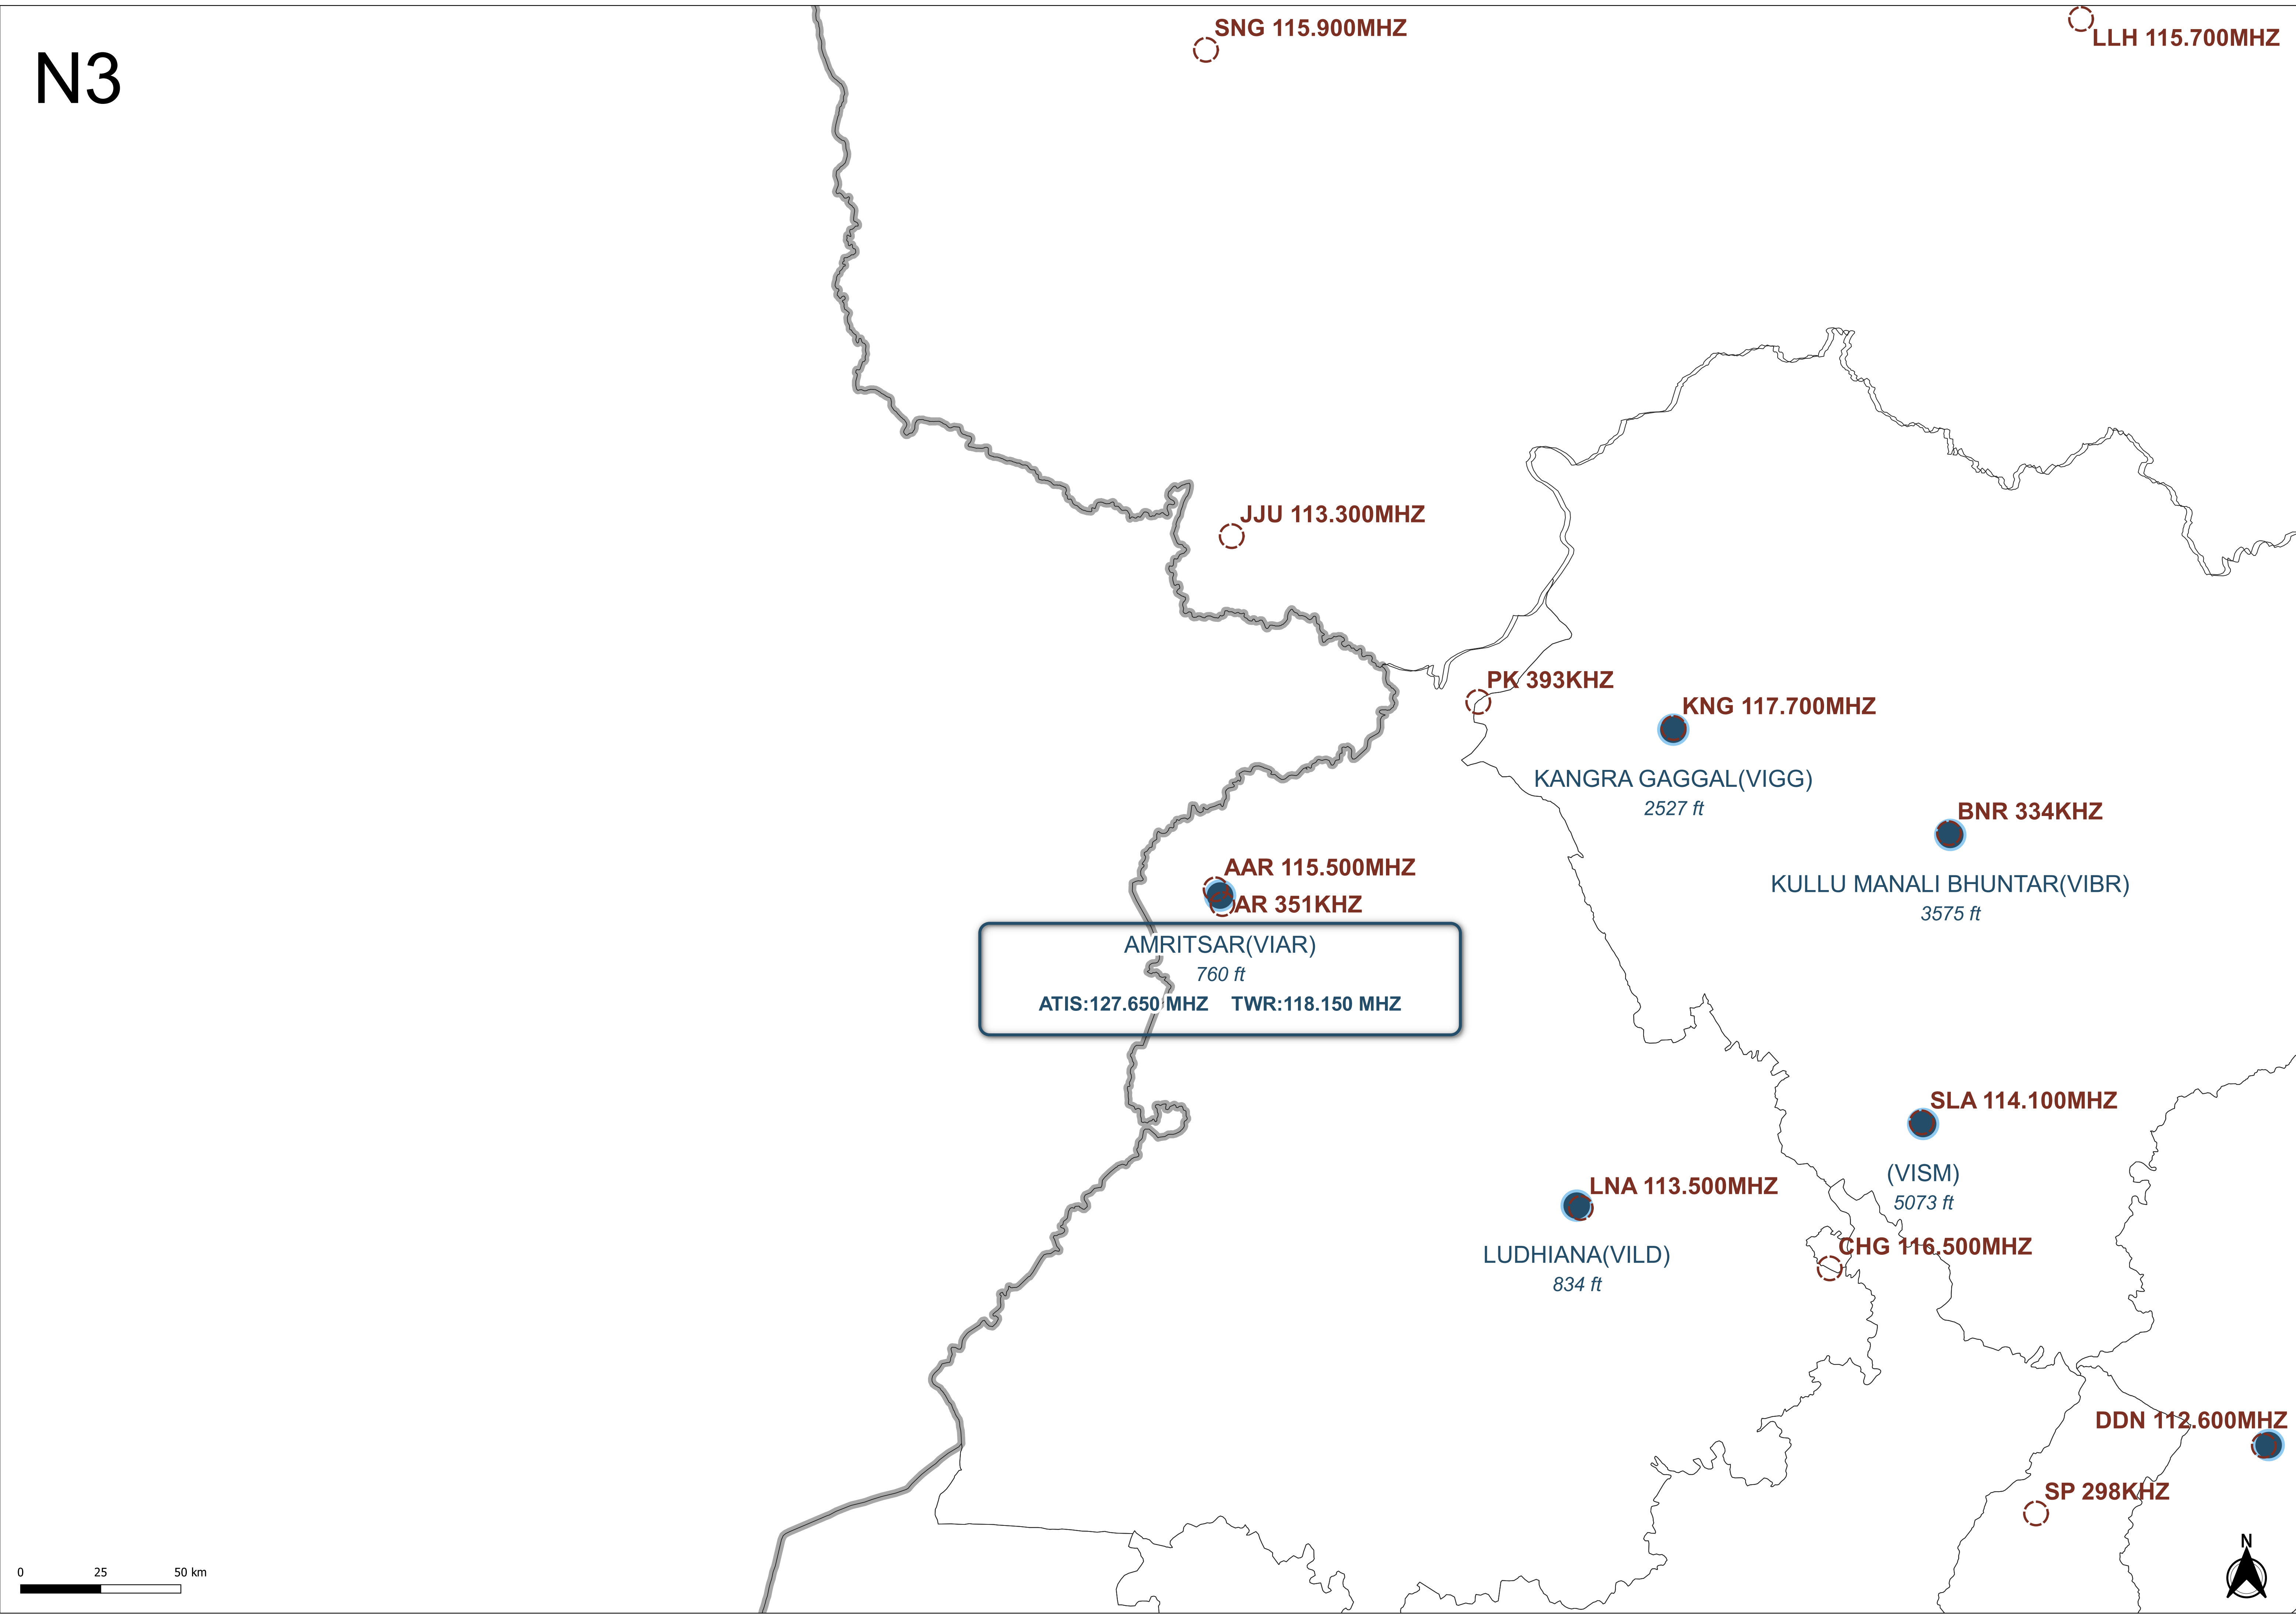 N3
SNG 115.900MHZ
LLH 115.700MHZ
JJU 113.300MHZ
PK 393KHZ
KNG 117.700MHZ
KANGRA GAGGAL(VIGG)
2527 ft
BNR 334KHZ
KULLU MANALI BHUNTAR(VIBR)
3575 ft
AAR 115.500MHZ
AR 351KHZ
AMRITSAR(VIAR)
760 ft
ATIS:127.650 MHZ TWR:118.150 MHZ
SLA 114.100MHZ
(VISM)
5073 ft
LNA 113.500MHZ
LUDHIANA(VILD)
834 ft
CHG 116.500MHZ
DDN 112.600MHZ
SP 298KHZ
0 25 50 km
N